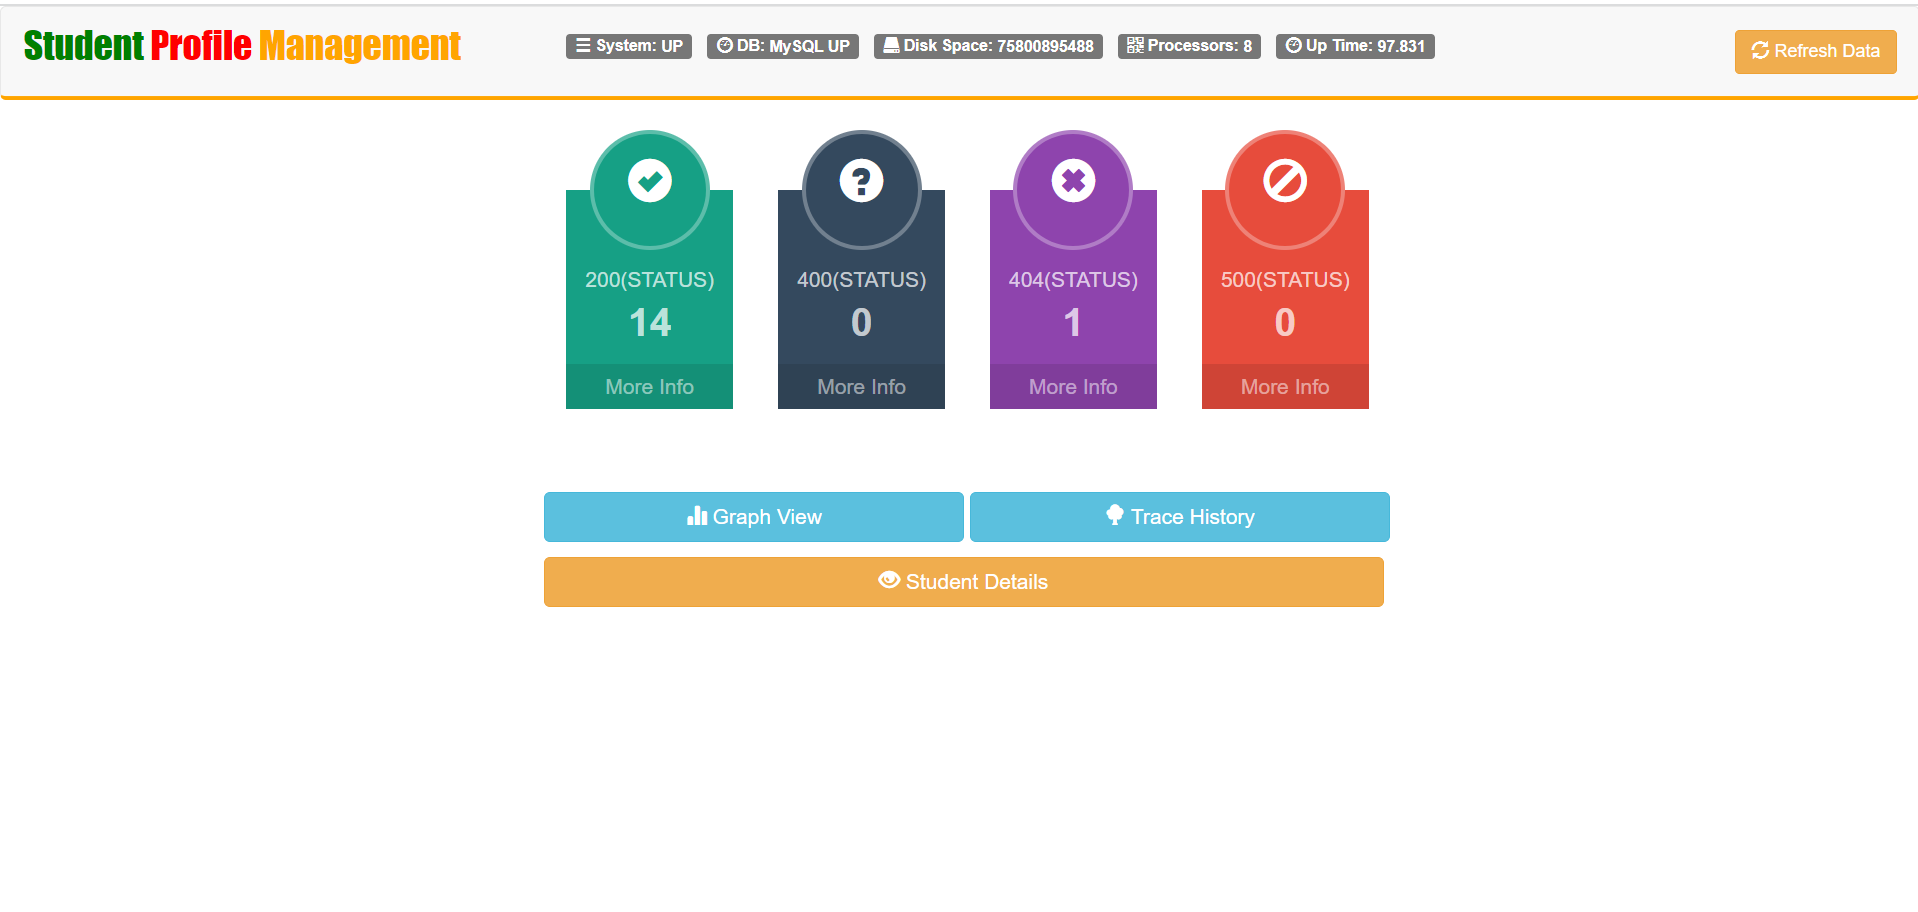 Student Profile Management
System: UP
DB: MySQL UP
Disk Space: 75800895488
Processors: 8
Up Time: 97.831
Refresh Data
200(STATUS)
14
More Info
400(STATUS)
0
More Info
404(STATUS)
1
More Info
500(STATUS)
0
More Info
Graph View
Trace History
Student Details